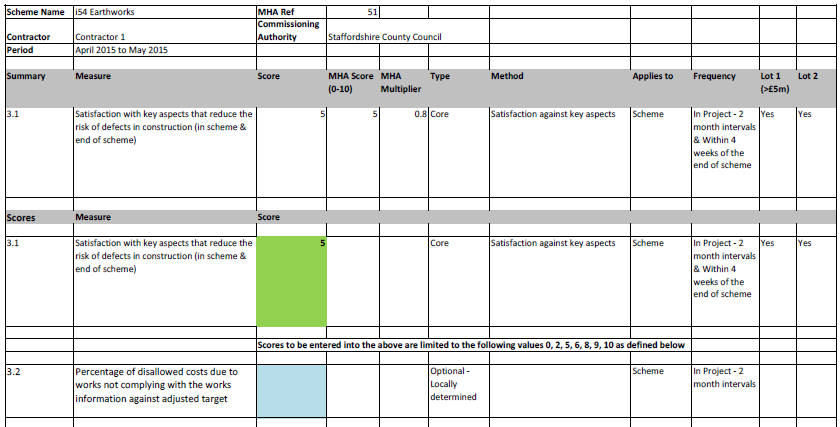 Scheme Name i54 Earthworks MHA Ref 51
Commissioning
Contractor Contractor 1 Authority Staffordshire County Council
Period April 2015 to May 2015
Summary Measure Score MHA Score MHA Type Method Applies to Frequency Lot 1 Lot 2
(0-10) Multiplier (>£5m)
3.1 Satisfaction with key aspects that reduce the 5 5 0.8 Core Satisfaction against key aspects Scheme In Project - 2 Yes Yes
risk of defects in construction (in scheme & month intervals
end of scheme) & Within 4
weeks of the
end of scheme
Scores Measure Score
3.1 Satisfaction with key aspects that reduce the 5 Core Satisfaction against key aspects Scheme In Project - 2 Yes Yes
risk of defects in construction (in scheme & month intervals
end of scheme) & Within 4
weeks of the
end of scheme
Scores to be entered into the above are limited to the following values 0, 2, 5, 6, 8, 9, 10 as defined below
3.2 Percentage of disallowed costs due to Optional - Scheme In Project - 2
works not complying with the works Locally month intervals
information against adjusted target determined